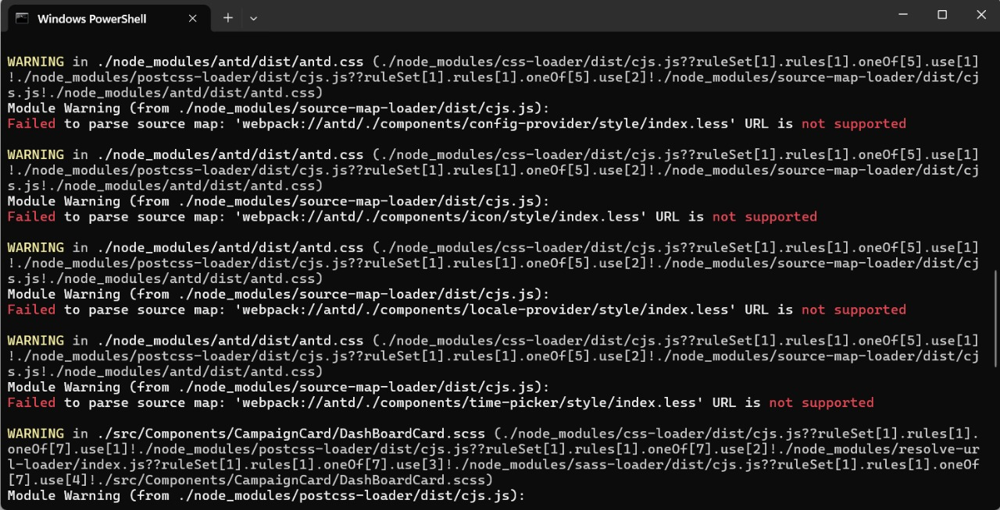 Windows PowerShell
WARNING in ./node_modules/antd/dist/antd.css (./node_modules/css-loader/dist/cjs.js??ruleSet[1].rules[1].oneOf[5].use[1]
!./node_modules/postcss-loader/dist/cjs.js??ruleSet[1].rules[1].oneOf[5].use[2]!./node_modules/source-map-loader/dist/cj
s.js!./node_modules/antd/dist/antd.css)
Module Warning (from ./node_modules/source-map-loader/dist/cjs.js):
Failed to parse source map: 'webpack://antd/./components/config-provider/style/index.less' URL is not supported
WARNING in ./node_modules/antd/dist/antd.css (./node_modules/css-loader/dist/cjs.js??ruleSet[1].rules[1].oneOf[5].use[1]
!./node_modules/postcss-loader/dist/cjs.js??ruleSet[1].rules[1].oneOf[5].use[2]!./node_modules/source-map-loader/dist/cj
s.js!./node_modules/antd/dist/antd.css)
Module Warning (from ./node_modules/source-map-loader/dist/cjs.js):
Failed to parse source map: 'webpack://antd/./components/icon/style/index.less' URL is not supported
WARNING in ./node_modules/antd/dist/antd.css (./node_modules/css-loader/dist/cjs.js??ruleSet[1].rules[1].oneOf[5].use[1]
!./node_modules/postcss-loader/dist/cjs.js??ruleSet[1].rules[1].oneOf[5].use[2]!./node_modules/source-map-loader/dist/cj
s.js!./node_modules/antd/dist/antd.css)
Module Warning (from ./node_modules/source-map-loader/dist/cjs.js):
Failed to parse source map: 'webpack://antd/./components/locale-provider/style/index.less' URL is not supported
WARNING in ./node_modules/antd/dist/antd.css (./node_modules/css-loader/dist/cjs.js??ruleSet[1].rules[1].oneOf[5].use[1]
!./node_modules/postcss-loader/dist/cjs.js??ruleSet[1].rules[1].oneOf[5].use[2]!./node_modules/source-map-loader/dist/cj
s.js!./node_modules/antd/dist/antd.css)
Module Warning (from ./node_modules/source-map-loader/dist/cjs.js):
Failed to parse source map: 'webpack://antd/./components/time-picker/style/index.less' URL is not supported
WARNING in ./src/Components/CampaignCard/DashBoardCard.scss (./node_modules/css-loader/dist/cjs.js??ruleSet[1].rules[1].
oneOf[7].use[1]!./node_modules/postcss-loader/dist/cjs.js??ruleSet[1].rules[1].oneOf[7].use[2]!./node_modules/resolve-ur
l-loader/index.js??ruleSet[1].rules[1].oneOf[7].use[3]!./node_modules/sass-loader/dist/cjs.js??ruleSet[1].rules[1].oneOf
[7].use[4]!./src/Components/CampaignCard/DashBoardCard.scss)
Module Warning (from ./node_modules/postcss-loader/dist/cjs.js):